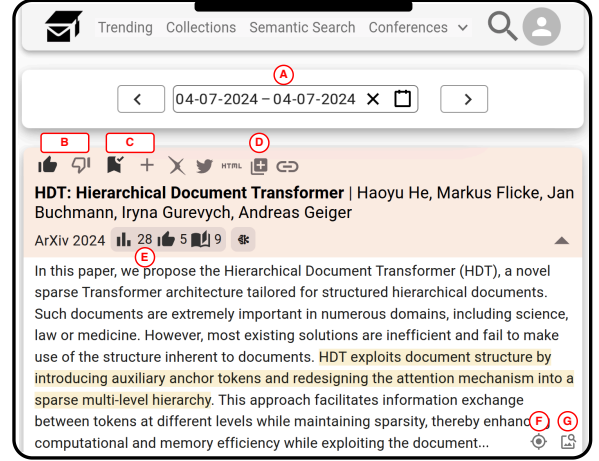 Trending Collections Semantic Search Conferences
A
04-07-2024 – 04-07-2024
B C D
HTML
HDT: Hierarchical Document Transformer | Haoyu He, Markus Flicke, Jan
Buchmann, Iryna Gurevych, Andreas Geiger
ArXiv 2024 28 5 9
E
In this paper, we propose the Hierarchical Document Transformer (HDT), a novel
sparse Transformer architecture tailored for structured hierarchical documents.
Such documents are extremely important in numerous domains, including science,
law or medicine. However, most existing solutions are inefficient and fail to make
use of the structure inherent to documents. HDT exploits document structure by
introducing auxiliary anchor tokens and redesigning the attention mechanism into a
sparse multi-level hierarchy. This approach facilitates information exchange
between tokens at different levels while maintaining sparsity, thereby enhancing
F G
computational and memory efficiency while exploiting the document...